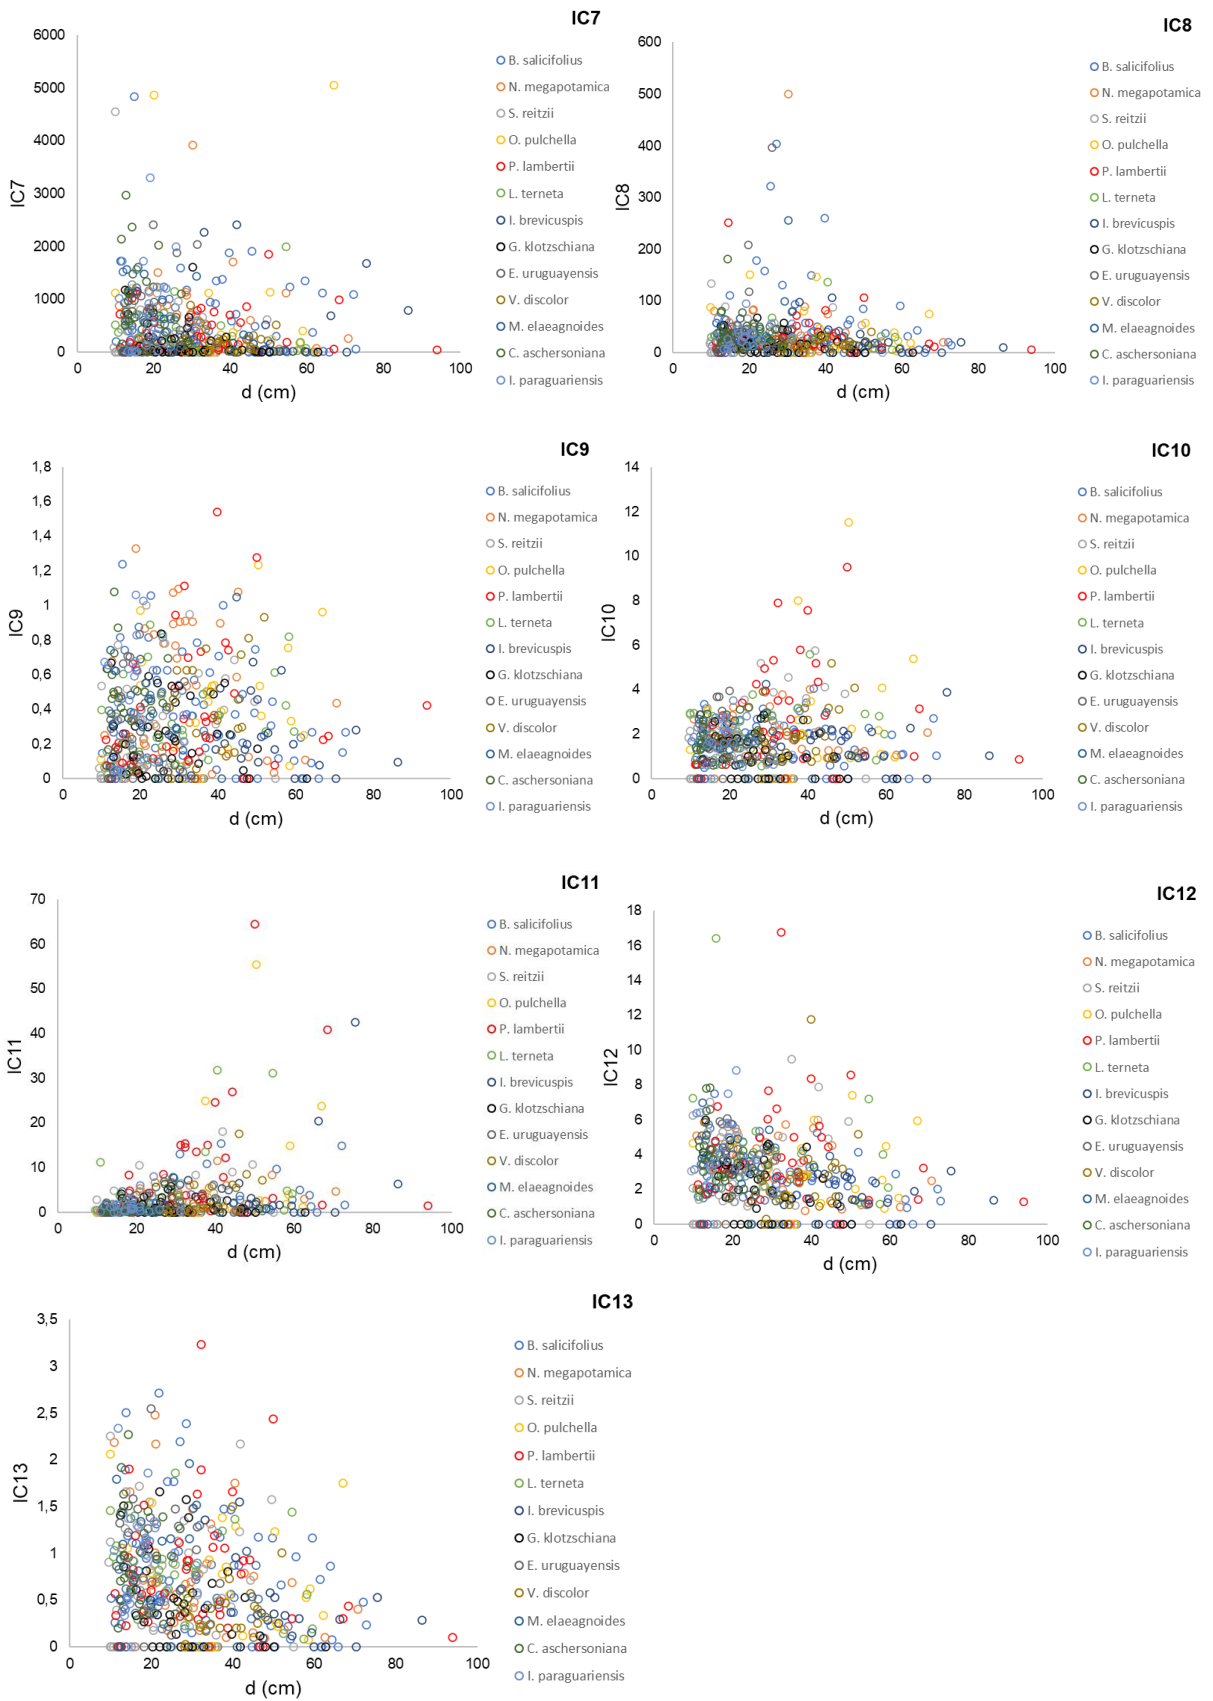 IC7
6000
5000
4000
3000
2000
1000
0
IC7
0 20 40 60 80 100
d (cm)
B. salicifolius
N. megapotamica
S. reitzii
O. pulchella
P. lambertii
L. terneta
I. brevicuspis
G. klotzschiana
E. uruguayensis
V. discolor
M. elaeagnoides
C. aschersoniana
I. paraguariensis
IC8
600
500
400
300
200
100
0
IC8
0 20 40 60 80 100
d (cm)
B. salicifolius
N. megapotamica
S. reitzii
O. pulchella
P. lambertii
L. terneta
I. brevicuspis
G. klotzschiana
E. uruguayensis
V. discolor
M. elaeagnoides
C. aschersoniana
I. paraguariensis
IC9
1,8
1,6
1,4
1,2
1
0,8
0,6
0,4
0,2
0
IC9
0 20 40 60 80 100
d (cm)
B. salicifolius
N. megapotamica
S. reitzii
O. pulchella
P. lambertii
L. terneta
I. brevicuspis
G. klotzschiana
E. uruguayensis
V. discolor
M. elaeagnoides
C. aschersoniana
I. paraguariensis
IC10
14
12
10
8
6
4
2
0
IC10
0 20 40 60 80 100
d (cm)
B. salicifolius
N. megapotamica
S. reitzii
O. pulchella
P. lambertii
L. terneta
I. brevicuspis
G. klotzschiana
E. uruguayensis
V. discolor
M. elaeagnoides
C. aschersoniana
I. paraguariensis
IC11
70
60
50
40
30
20
10
0
IC11
0 20 40 60 80 100
d (cm)
B. salicifolius
N. megapotamica
S. reitzii
O. pulchella
P. lambertii
L. terneta
I. brevicuspis
G. klotzschiana
E. uruguayensis
V. discolor
M. elaeagnoides
C. aschersoniana
I. paraguariensis
IC12
18
16
14
12
10
8
6
4
2
0
IC12
0 20 40 60 80 100
d (cm)
B. salicifolius
N. megapotamica
S. reitzii
O. pulchella
P. lambertii
L. terneta
I. brevicuspis
G. klotzschiana
E. uruguayensis
V. discolor
M. elaeagnoides
C. aschersoniana
I. paraguariensis
IC13
3,5
3
2,5
2
1,5
1
0,5
0
IC13
0 20 40 60 80 100
d (cm)
B. salicifolius
N. megapotamica
S. reitzii
O. pulchella
P. lambertii
L. terneta
I. brevicuspis
G. klotzschiana
E. uruguayensis
V. discolor
M. elaeagnoides
C. aschersoniana
I. paraguariensis